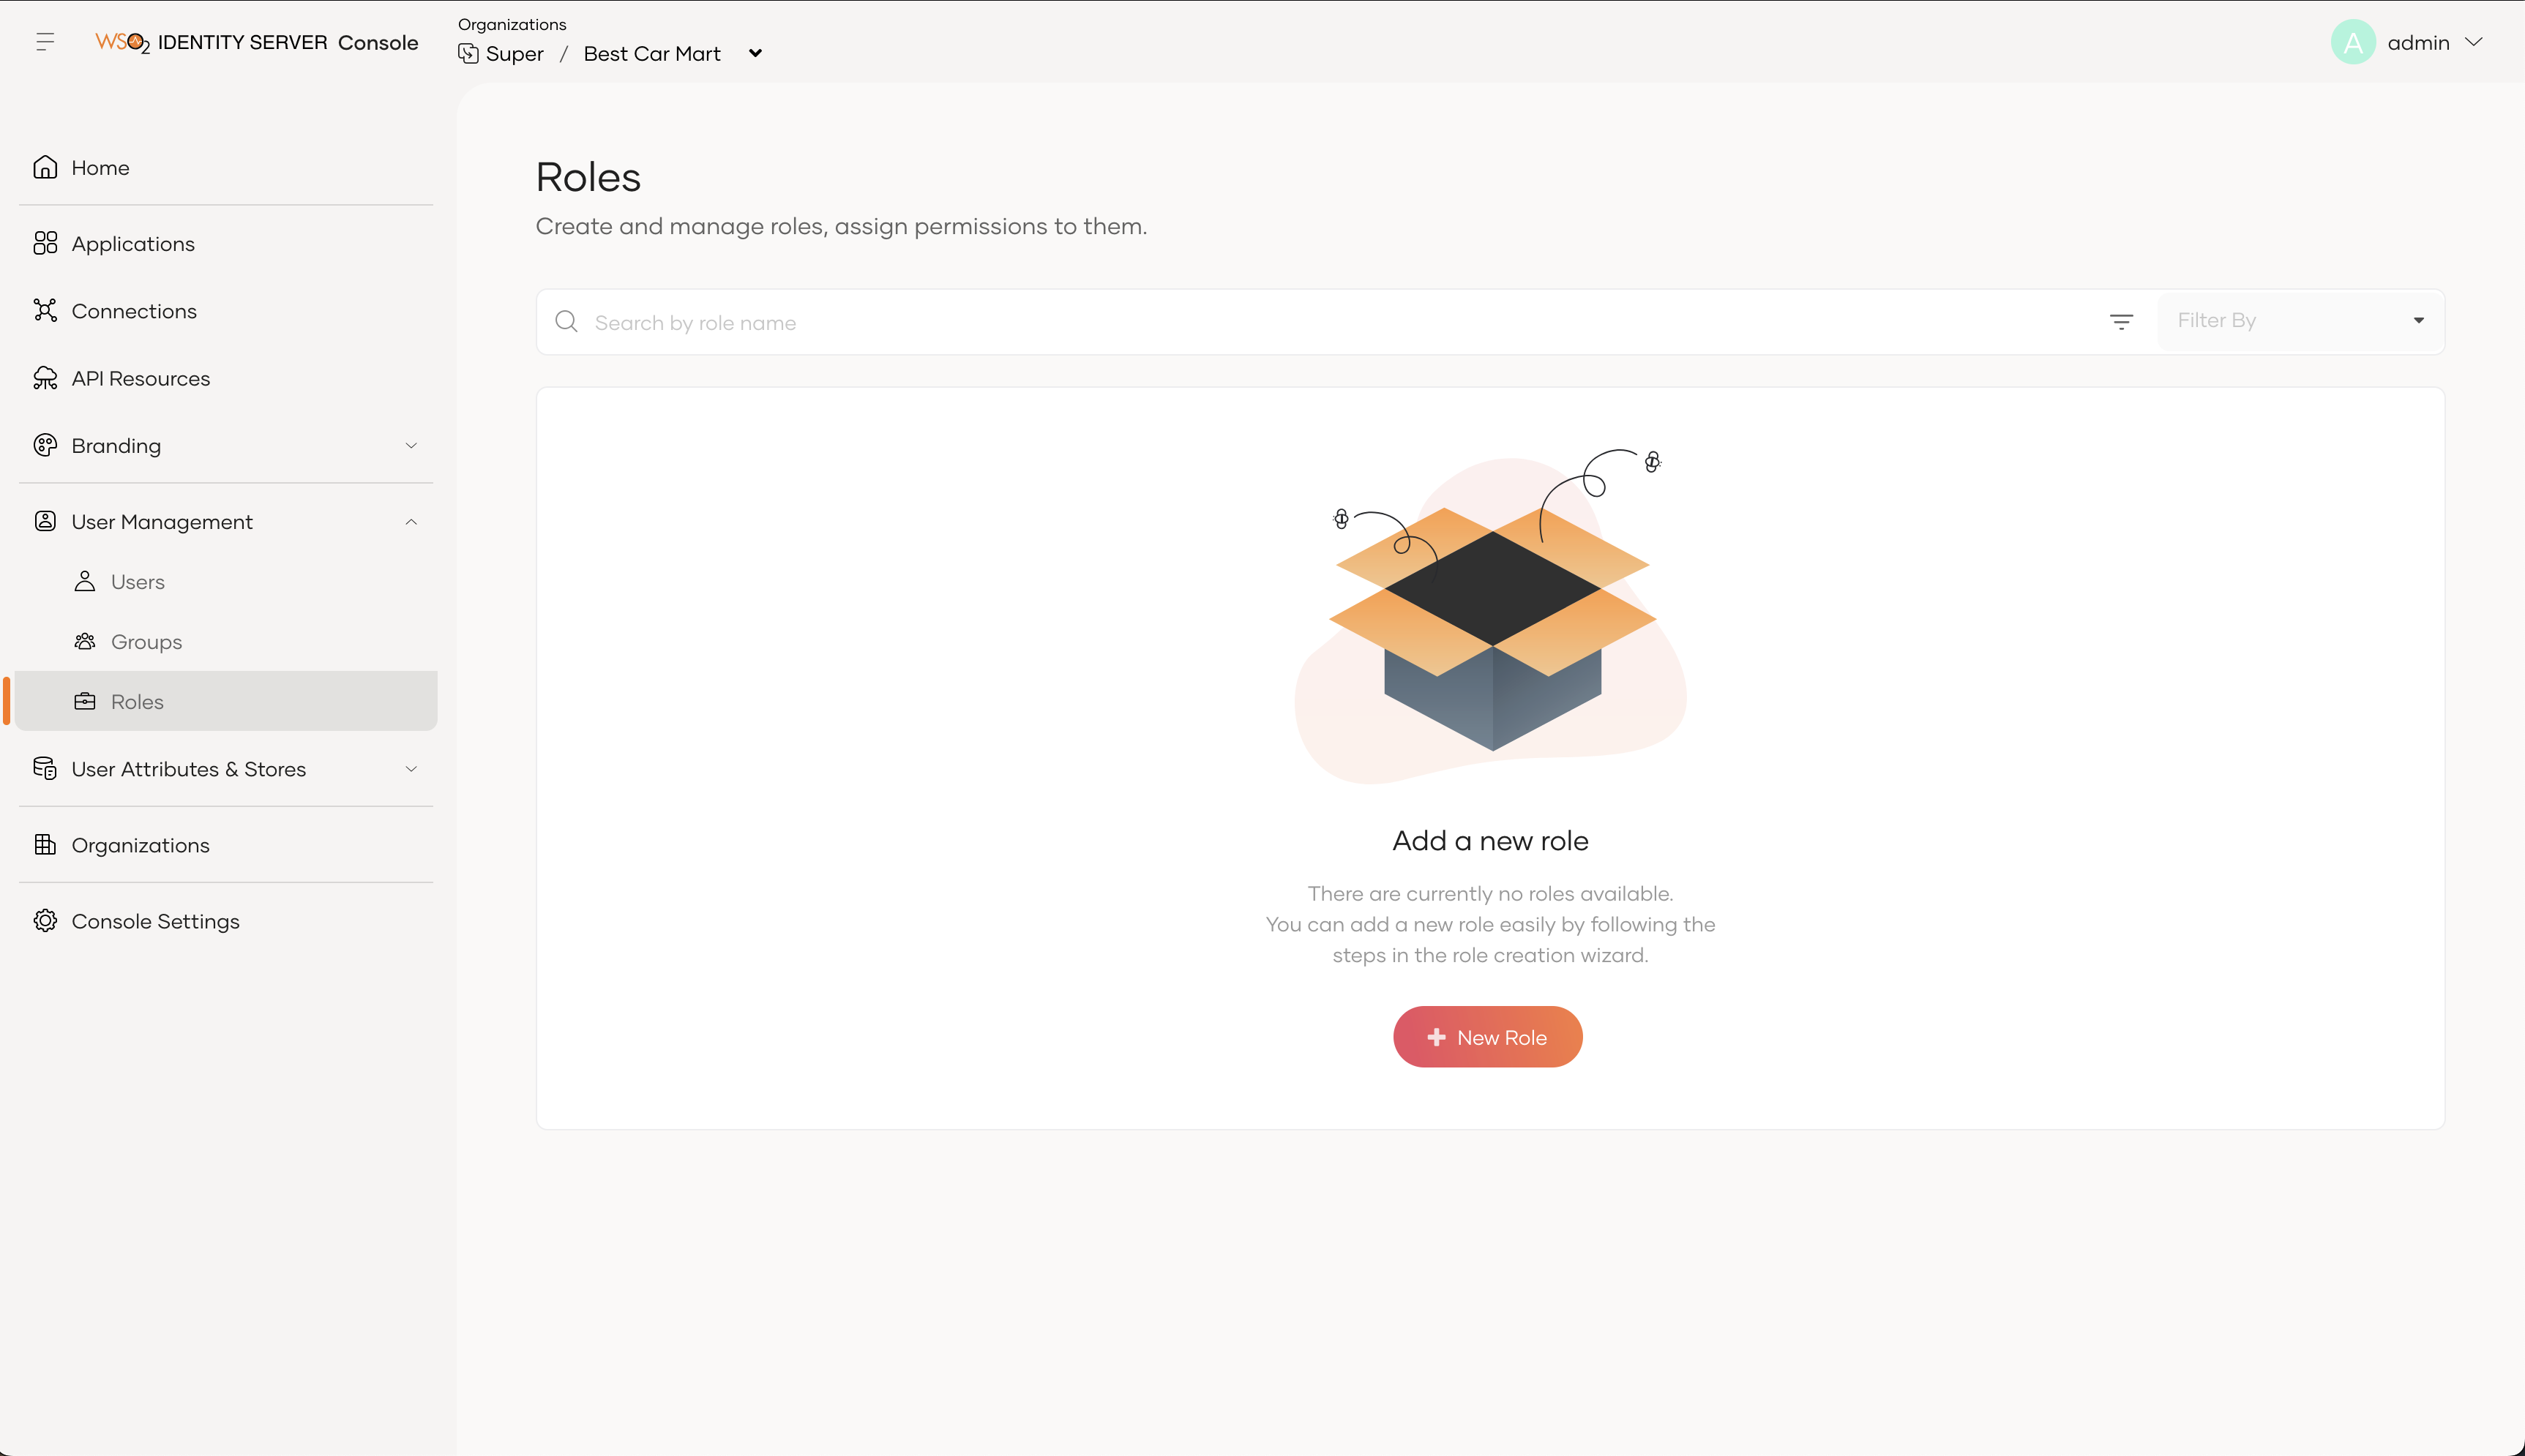 WSO2 IDENTITY SERVER Console
Organizations
Super / Best Car Mart
A admin
Home
Applications
Connections
API Resources
Branding
User Management
Users
Groups
Roles
User Attributes & Stores
Organizations
Console Settings
Roles
Create and manage roles, assign permissions to them.
Search by role name
Filter By
Add a new role
There are currently no roles available.
You can add a new role easily by following the
steps in the role creation wizard.
New Role